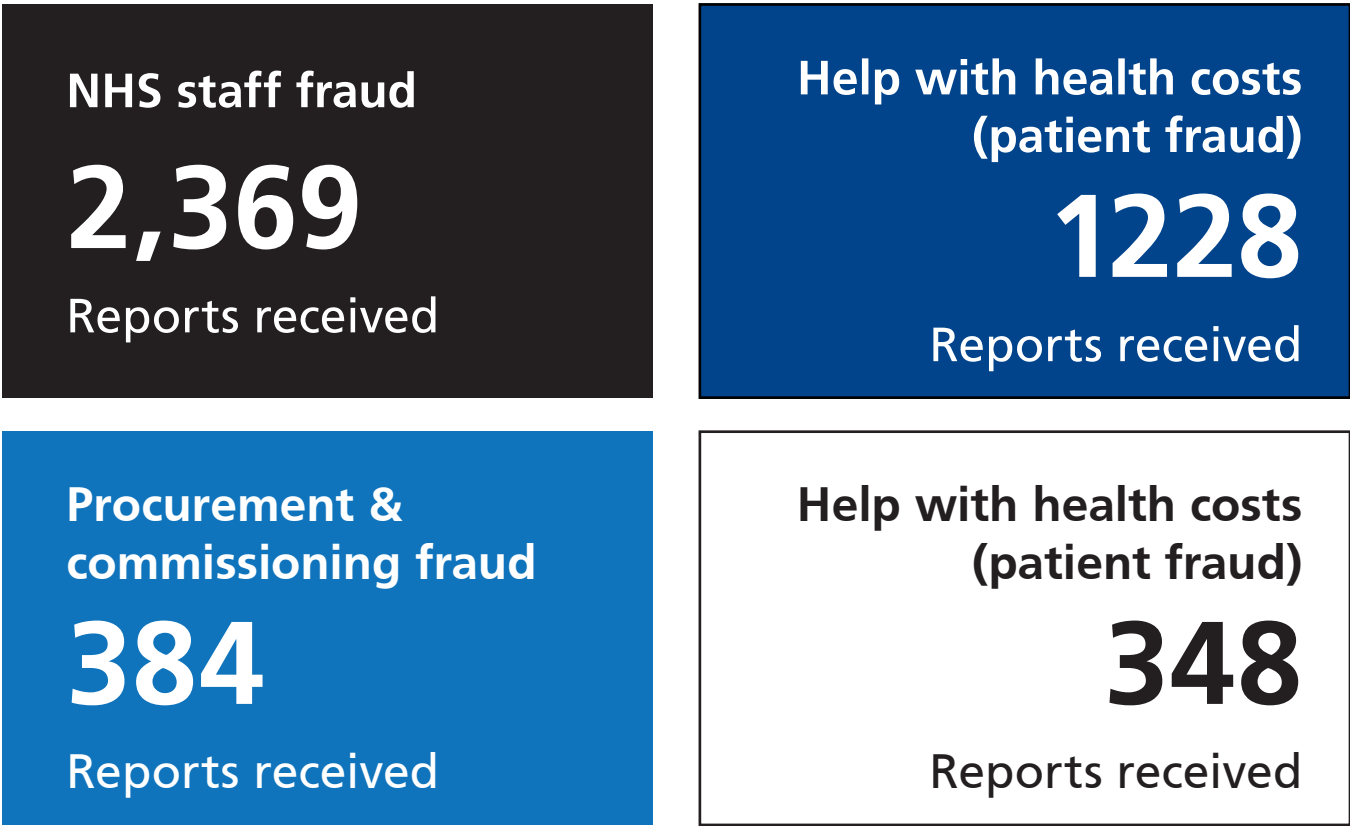 NHS staff fraud
2,369
Reports received
Help with health costs
(patient fraud)
1228
Reports received
Procurement &
commissioning fraud
384
Reports received
Help with health costs
(patient fraud)
348
Reports received